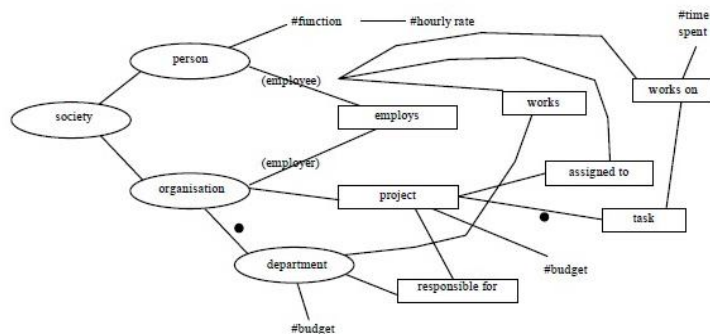 #function
#hourly rate
#time
spent
person
(employee)
works on
works
society
employs
(employer)
assigned to
organisation
project
task
department
#budget
responsible for
#budget